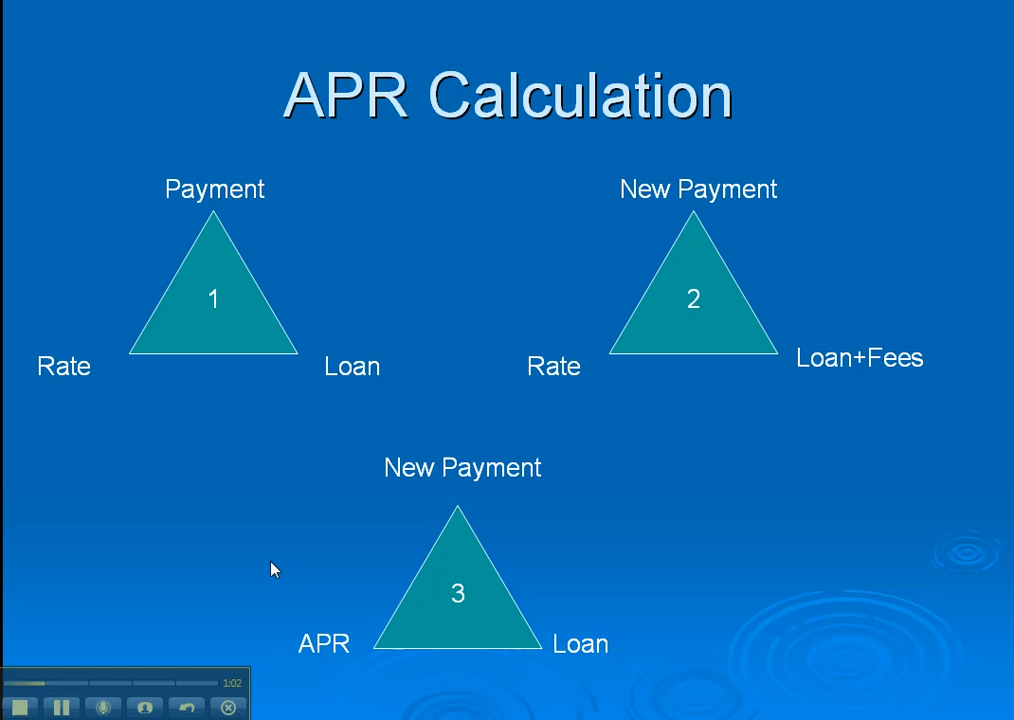 APR Calculation
Payment
New Payment
1
2
Rate
Loan
Rate
Loan+Fees
New Payment
3
APR
Loan
1:02